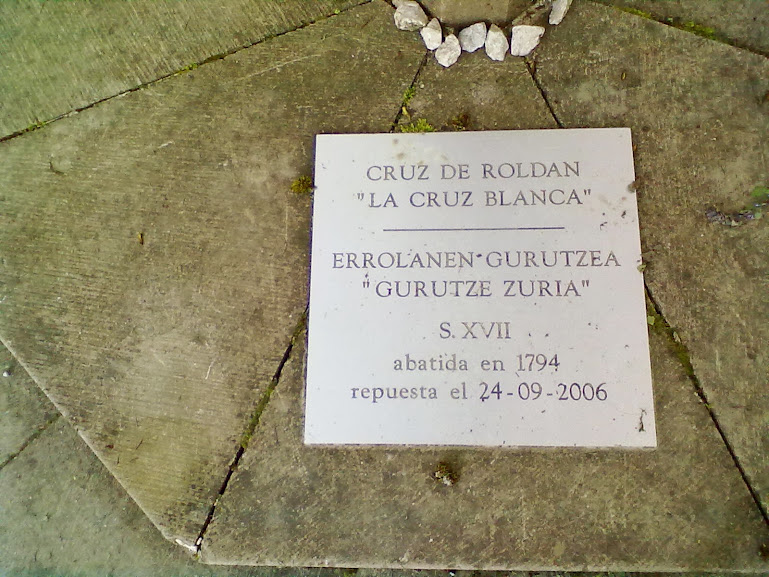 CRUZ DE ROLDAN
"LA CRUZ BLANCA"
ERROLANEN GURUTZEA
"GURUTZE ZURIA"
S. XVII
abatida en 1794
repuesta el 24-09-2006